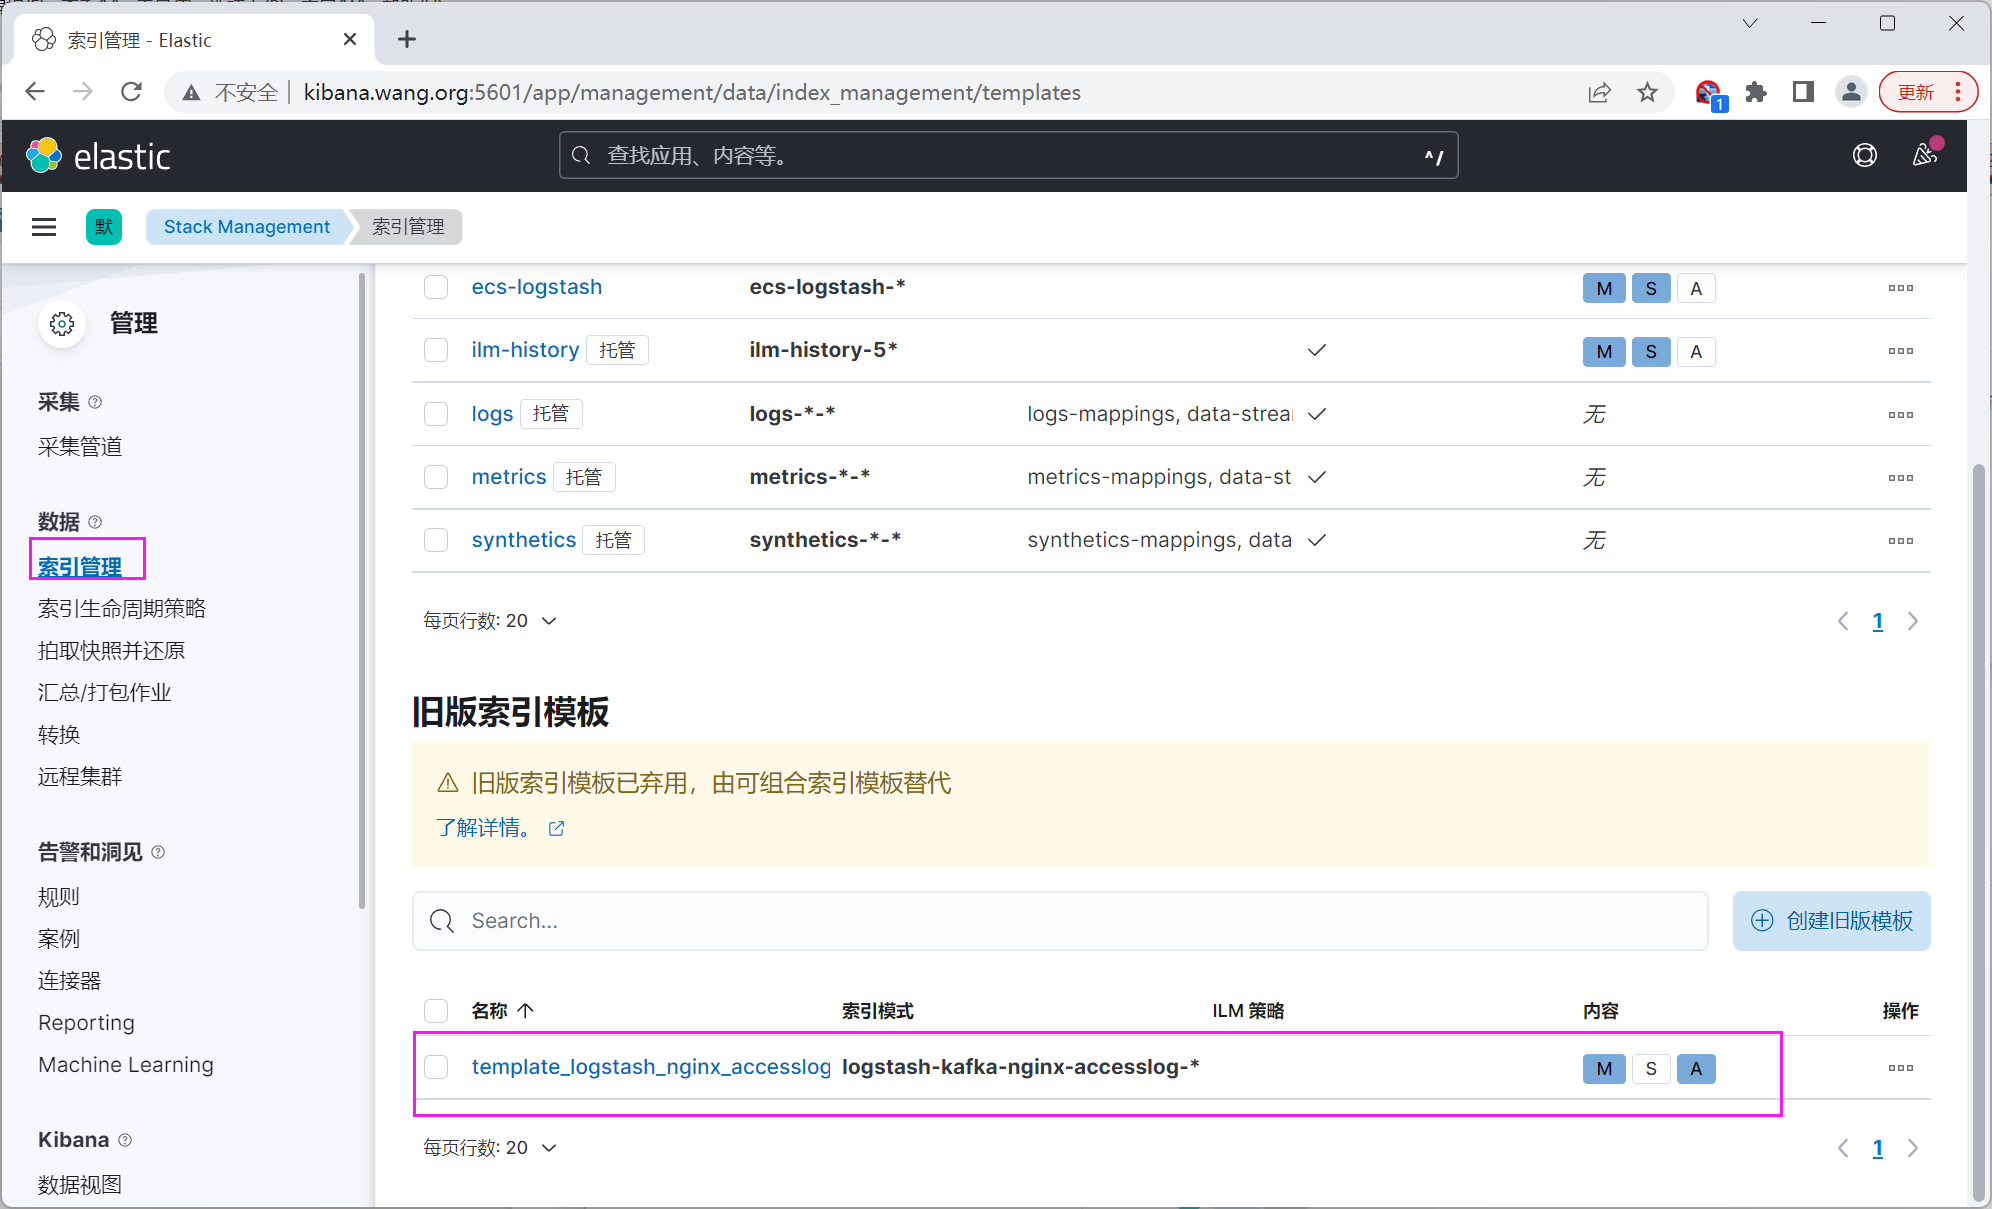 索引管理 - Elastic
不安全 kibana.wang.org:5601/app/management/data/index_management/templates 1 更新
elastic 查找应用、内容等。 ^/
默 Stack Management 索引管理
管理
采集
采集管道
数据
索引管理
索引生命周期策略
拍取快照并还原
汇总/打包作业
转换
远程集群
告警和洞见
规则
案例
连接器
Reporting
Machine Learning
Kibana
数据视图
ecs-logstash ecs-logstash-* M S A
ilm-history 托管 ilm-history-5* M S A
logs 托管 logs-*-* logs-mappings, data-strea 无
metrics 托管 metrics-*-* metrics-mappings, data-st 无
synthetics 托管 synthetics-*-* synthetics-mappings, data 无
每页行数: 20 1
旧版索引模板
旧版索引模板已弃用，由可组合索引模板替代
了解详情。
Search... 创建旧版模板
名称 索引模式 ILM 策略 内容 操作
template_logstash_nginx_accesslog logstash-kafka-nginx-accesslog-* M S A
每页行数: 20 1